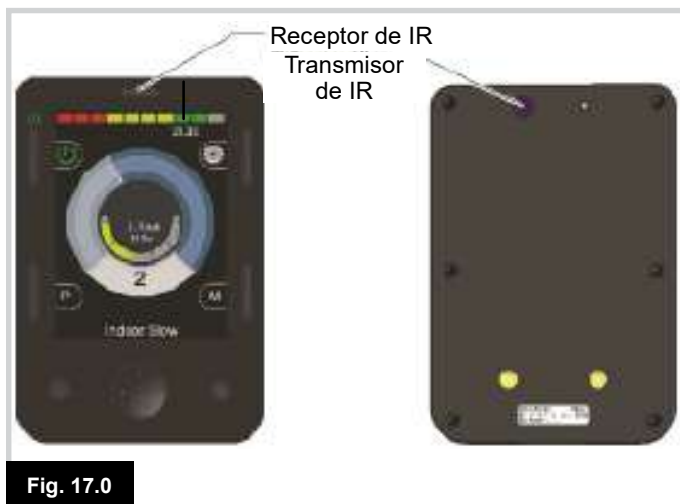 Receptor de IR
Transmisor
de IR
P
M
2
Indoor Slow
Fig. 17.0